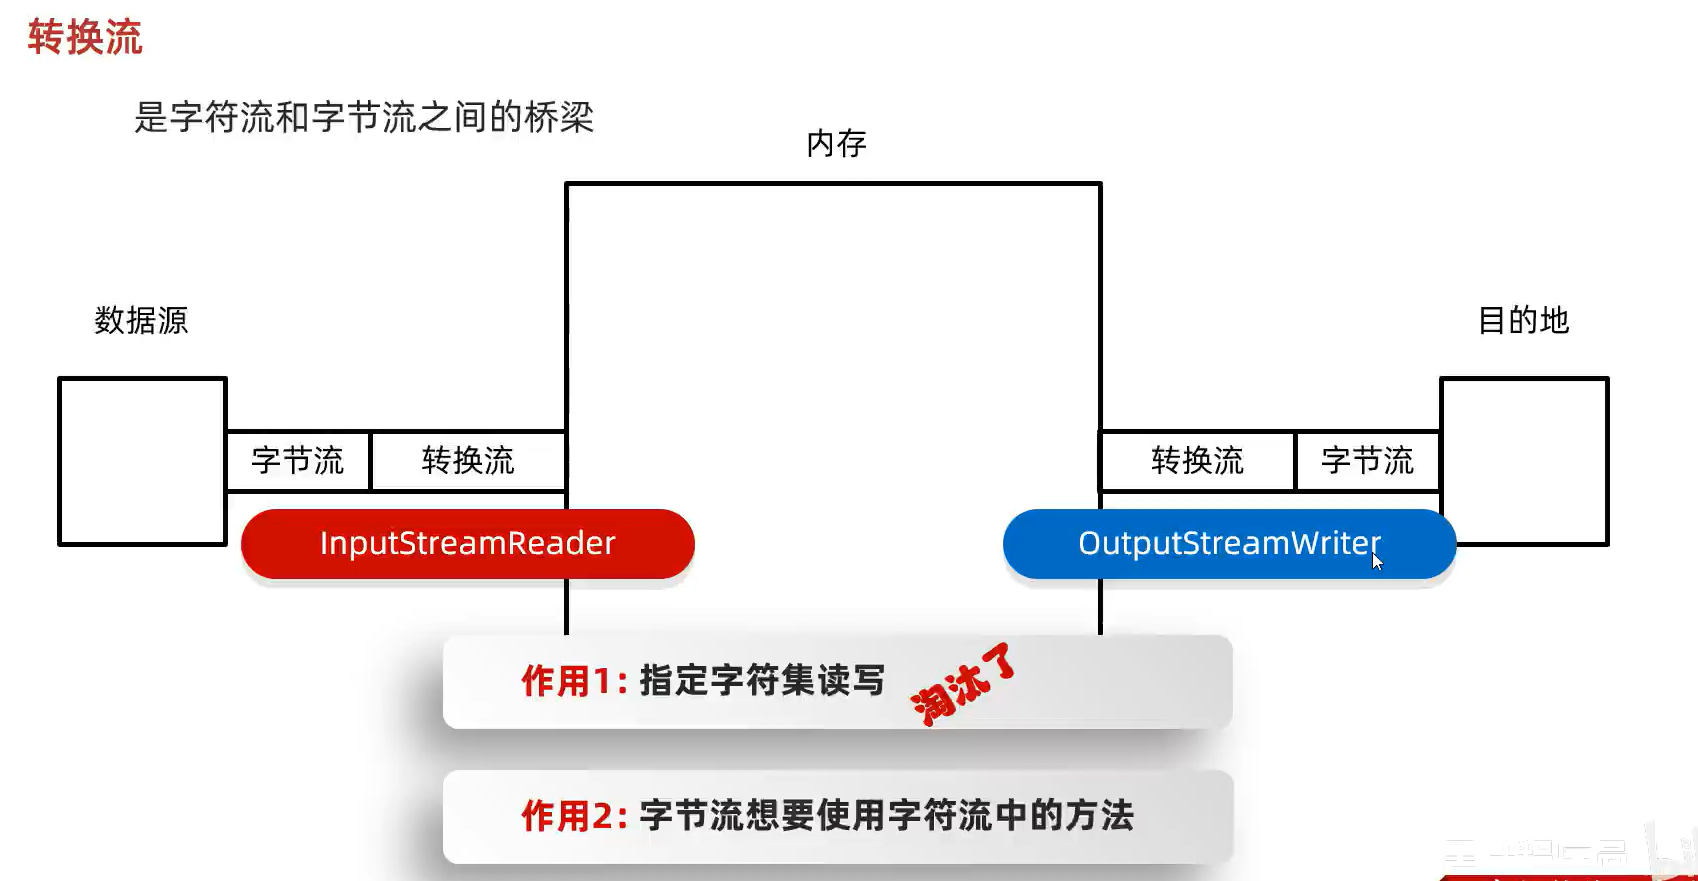 转换流
是字符流和字节流之间的桥梁
内存
数据源
目的地
字节流
转换流
转换流
字节流
InputStreamReader
OutputStreamWriter
作用1: 指定字符集读写
淘汰了
作用2: 字节流想要使用字符流中的方法